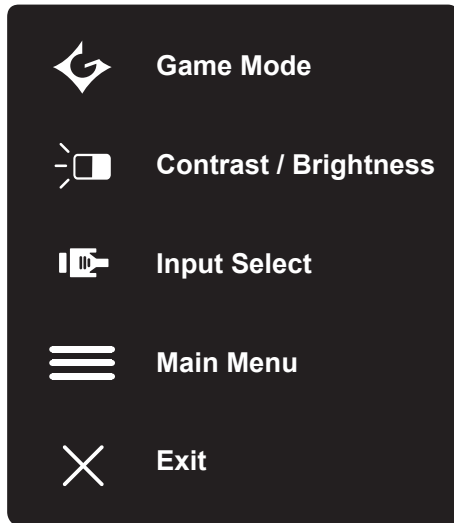 Game Mode
Contrast / Brightness
Input Select
Main Menu
Exit